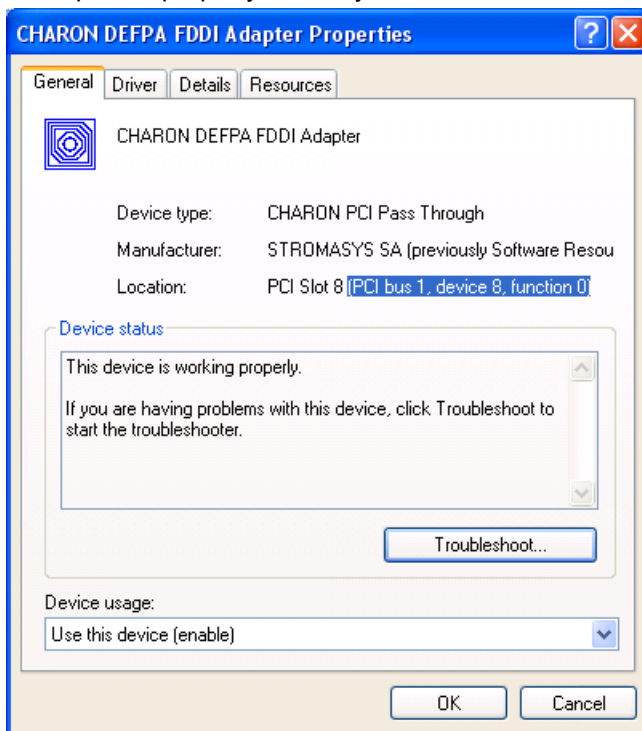 CHARON DEFPA FDDI Adapter Properties
General Driver Details Resources
CHARON DEFPA FDDI Adapter
Device type: CHARON PCI Pass Through
Manufacturer: STROMASYS SA (previously Software Resou
Location: PCI Slot 8 (PCI bus 1, device 8, function 0)
Device status
This device is working properly.
If you are having problems with this device, click Troubleshoot to
start the troubleshooter.
Troubleshoot...
Device usage:
Use this device (enable)
OK Cancel